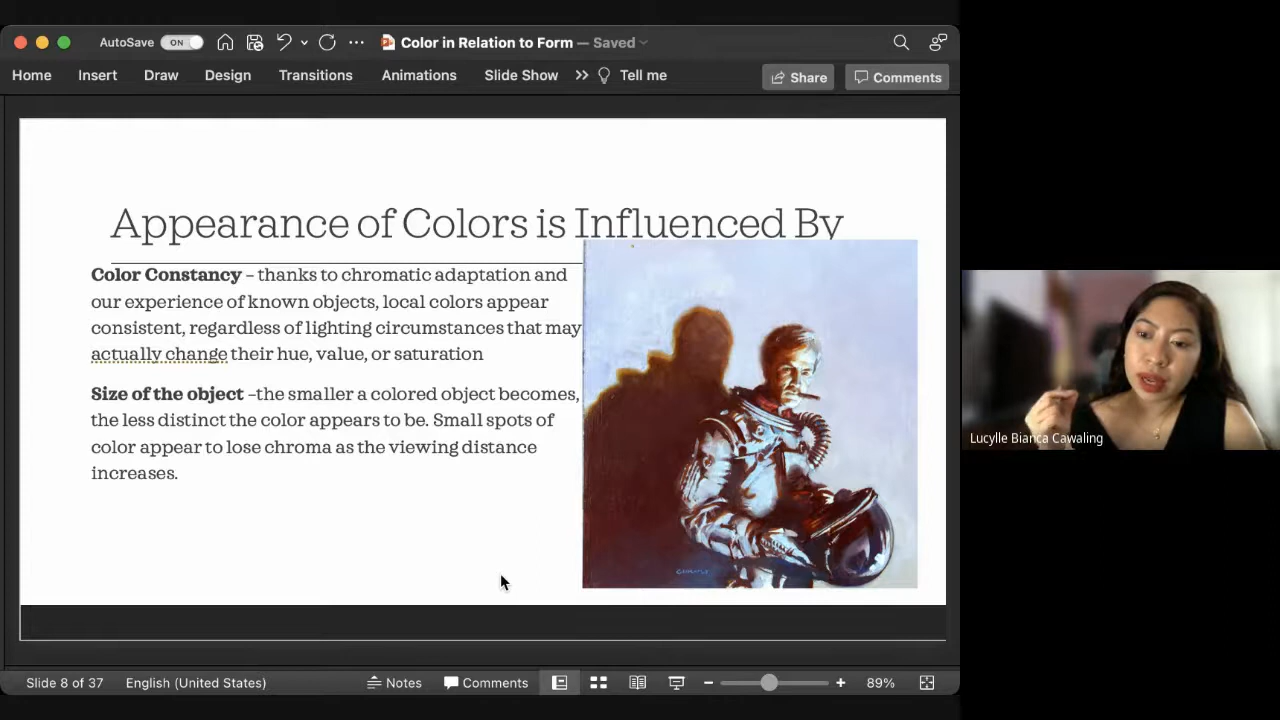 AutoSave ON Color in Relation to Form — Saved
Home Insert Draw Design Transitions Animations Slide Show Tell me Share Comments
Appearance of Colors is Influenced By
Color Constancy – thanks to chromatic adaptation and
our experience of known objects, local colors appear
consistent, regardless of lighting circumstances that may
actually change their hue, value, or saturation
Size of the object –the smaller a colored object becomes,
the less distinct the color appears to be. Small spots of
color appear to lose chroma as the viewing distance
increases.
Lucylle Bianca Cawaling
Slide 8 of 37 English (United States) Notes Comments 89%